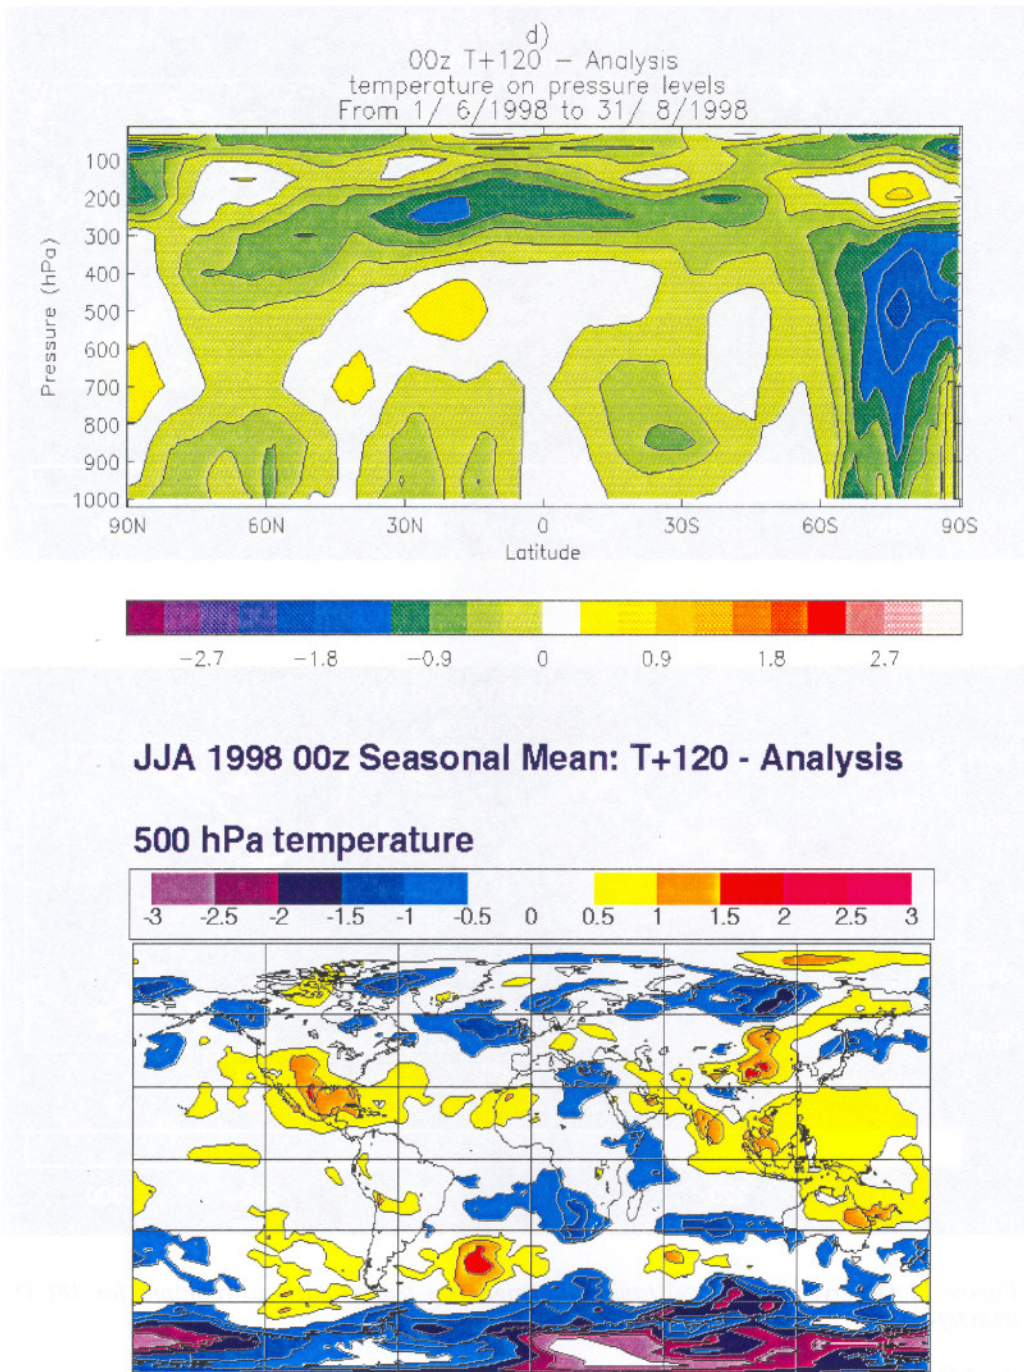 d)
00z T+120 – Analysis
temperature on pressure levels
From 1/ 6/1998 to 31/ 8/1998
Pressure (hPa)
100
200
300
400
500
600
700
800
900
1000
90N 60N 30N 0 30S 60S 90S
Latitude
−2.7 −1.8 −0.9 0 0.9 1.8 2.7
JJA 1998 00z Seasonal Mean: T+120 - Analysis
500 hPa temperature
-3 -2.5 -2 -1.5 -1 -0.5 0 0.5 1 1.5 2 2.5 3